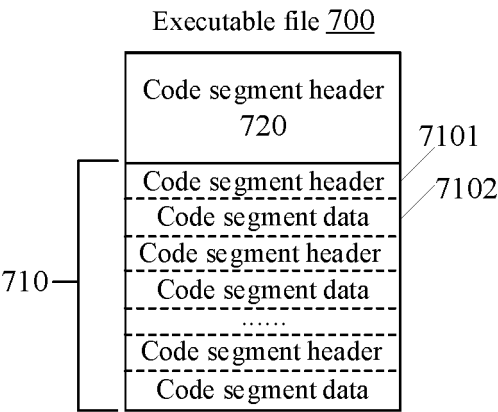 Executable file 700
Code segment header
720
7101
Code segment header
7102
Code segment data
Code segment header
710
Code segment data
......
Code segment header
Code segment data